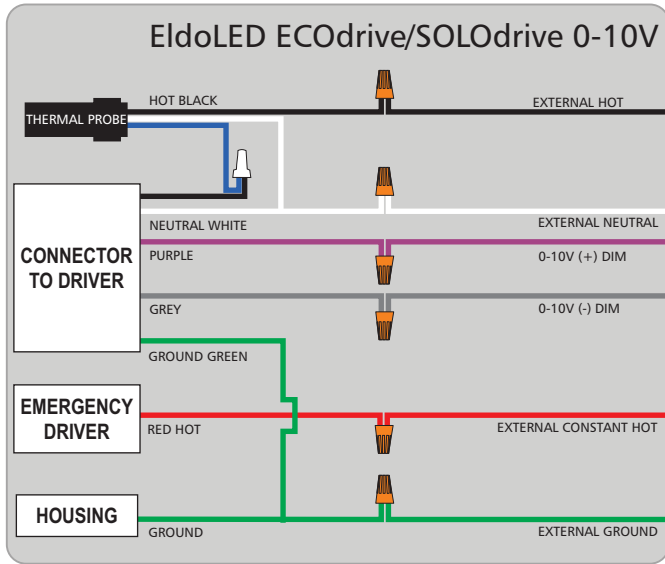 EldoLED ECOdrive/SOLOdrive 0-10V
HOT BLACK
EXTERNAL HOT
THERMAL PROBE
NEUTRAL WHITE
EXTERNAL NEUTRAL
CONNECTOR
TO DRIVER
PURPLE
0-10V (+) DIM
GREY
0-10V (-) DIM
GROUND GREEN
EMERGENCY
DRIVER
RED HOT
EXTERNAL CONSTANT HOT
HOUSING
GROUND
EXTERNAL GROUND